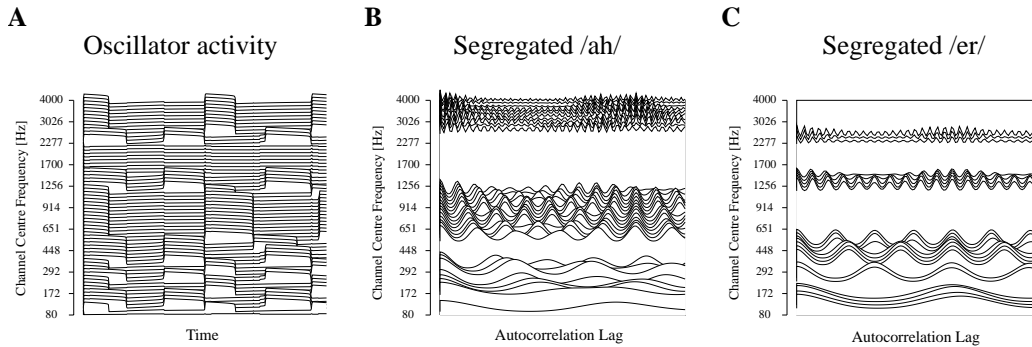 A
Oscillator activity
Channel Centre Frequency [Hz]
4000
3026
2277
1700
1256
914
651
448
292
172
80
Time
B
Segregated /ah/
Channel Centre Frequency [Hz]
4000
3026
2277
1700
1256
914
651
448
392
172
80
Autocorrelation Lag
C
Segregated /er/
Channel Centre Frequency [Hz]
4000
3026
2277
1700
1256
914
651
448
392
172
80
Autocorrelation Lag